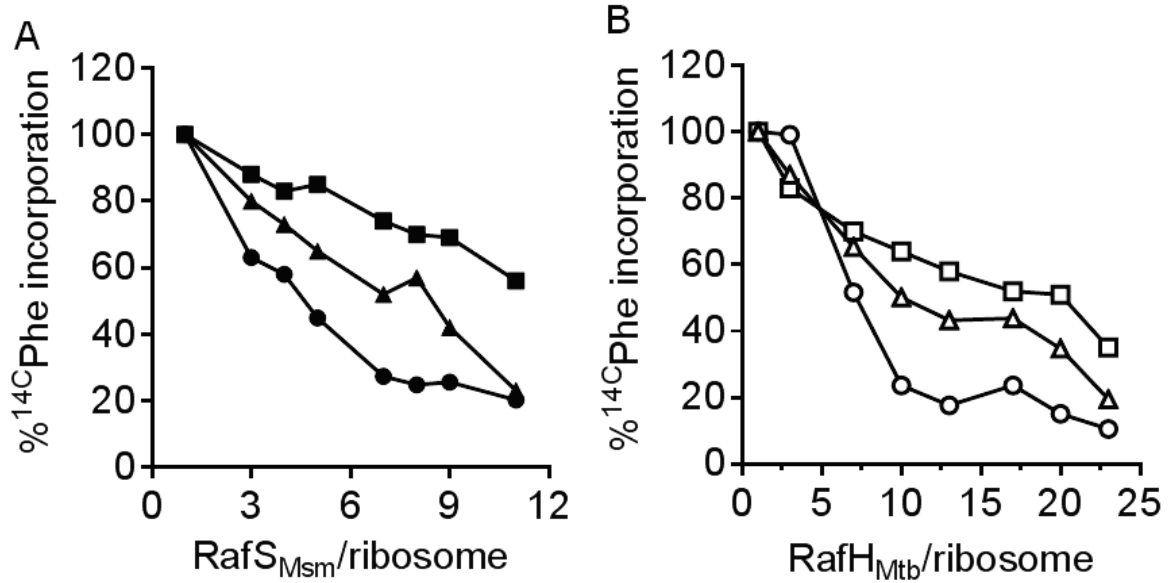 A
%14CPhe incorporation
120
100
80
60
40
20
0
0 3 6 9 12
RafSMsm/ribosome
B
%14CPhe incorporation
120
100
80
60
40
20
0
0 5 10 15 20 25
RafHMtb/ribosome